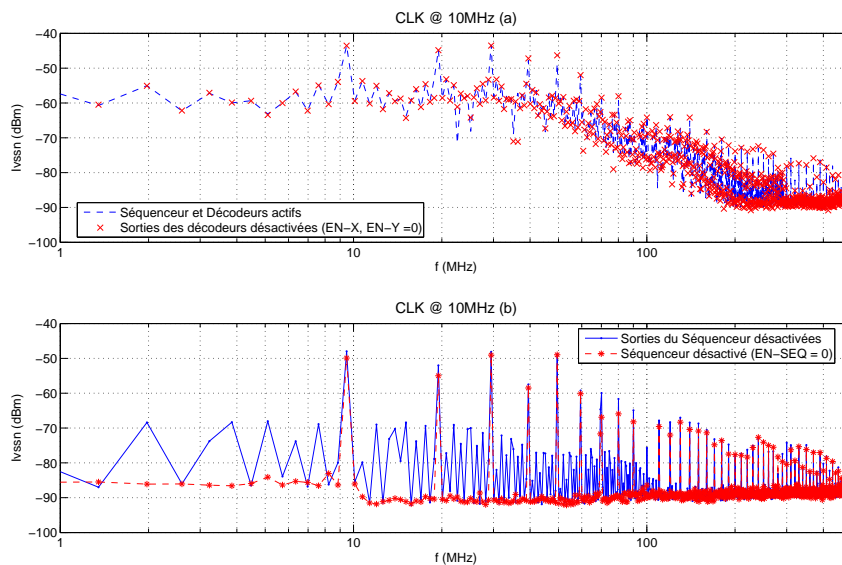 CLK @ 10MHz (a)
−40
−50
−60
−70
−80
−90
−100
Ivssn (dBm)
Séquenceur et Décodeurs actifs
Sorties des décodeurs désactivées (EN−X, EN−Y =0)
1
10
100
f (MHz)
CLK @ 10MHz (b)
−40
−50
−60
−70
−80
−90
−100
Ivssn (dBm)
Sorties du Séquenceur désactivées
Séquenceur désactivé (EN−SEQ = 0)
1
10
100
f (MHz)